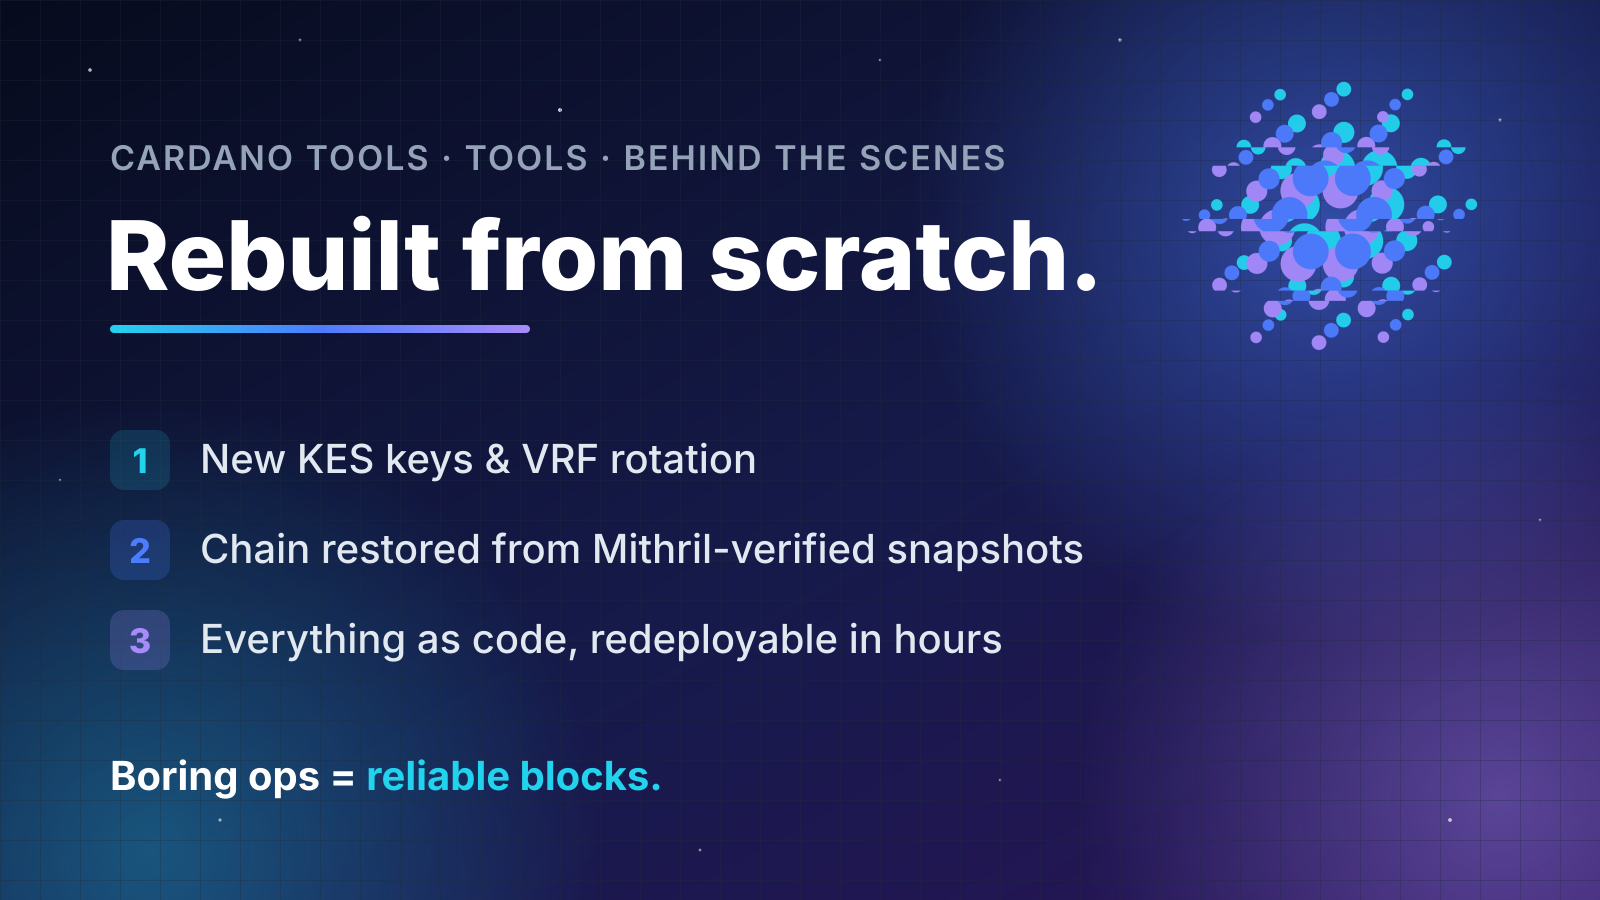 CARDANO TOOLS · TOOLS · BEHIND THE SCENES
Rebuilt from scratch.
1 New KES keys & VRF rotation
2 Chain restored from Mithril-verified snapshots
3 Everything as code, redeployable in hours
Boring ops = reliable blocks.